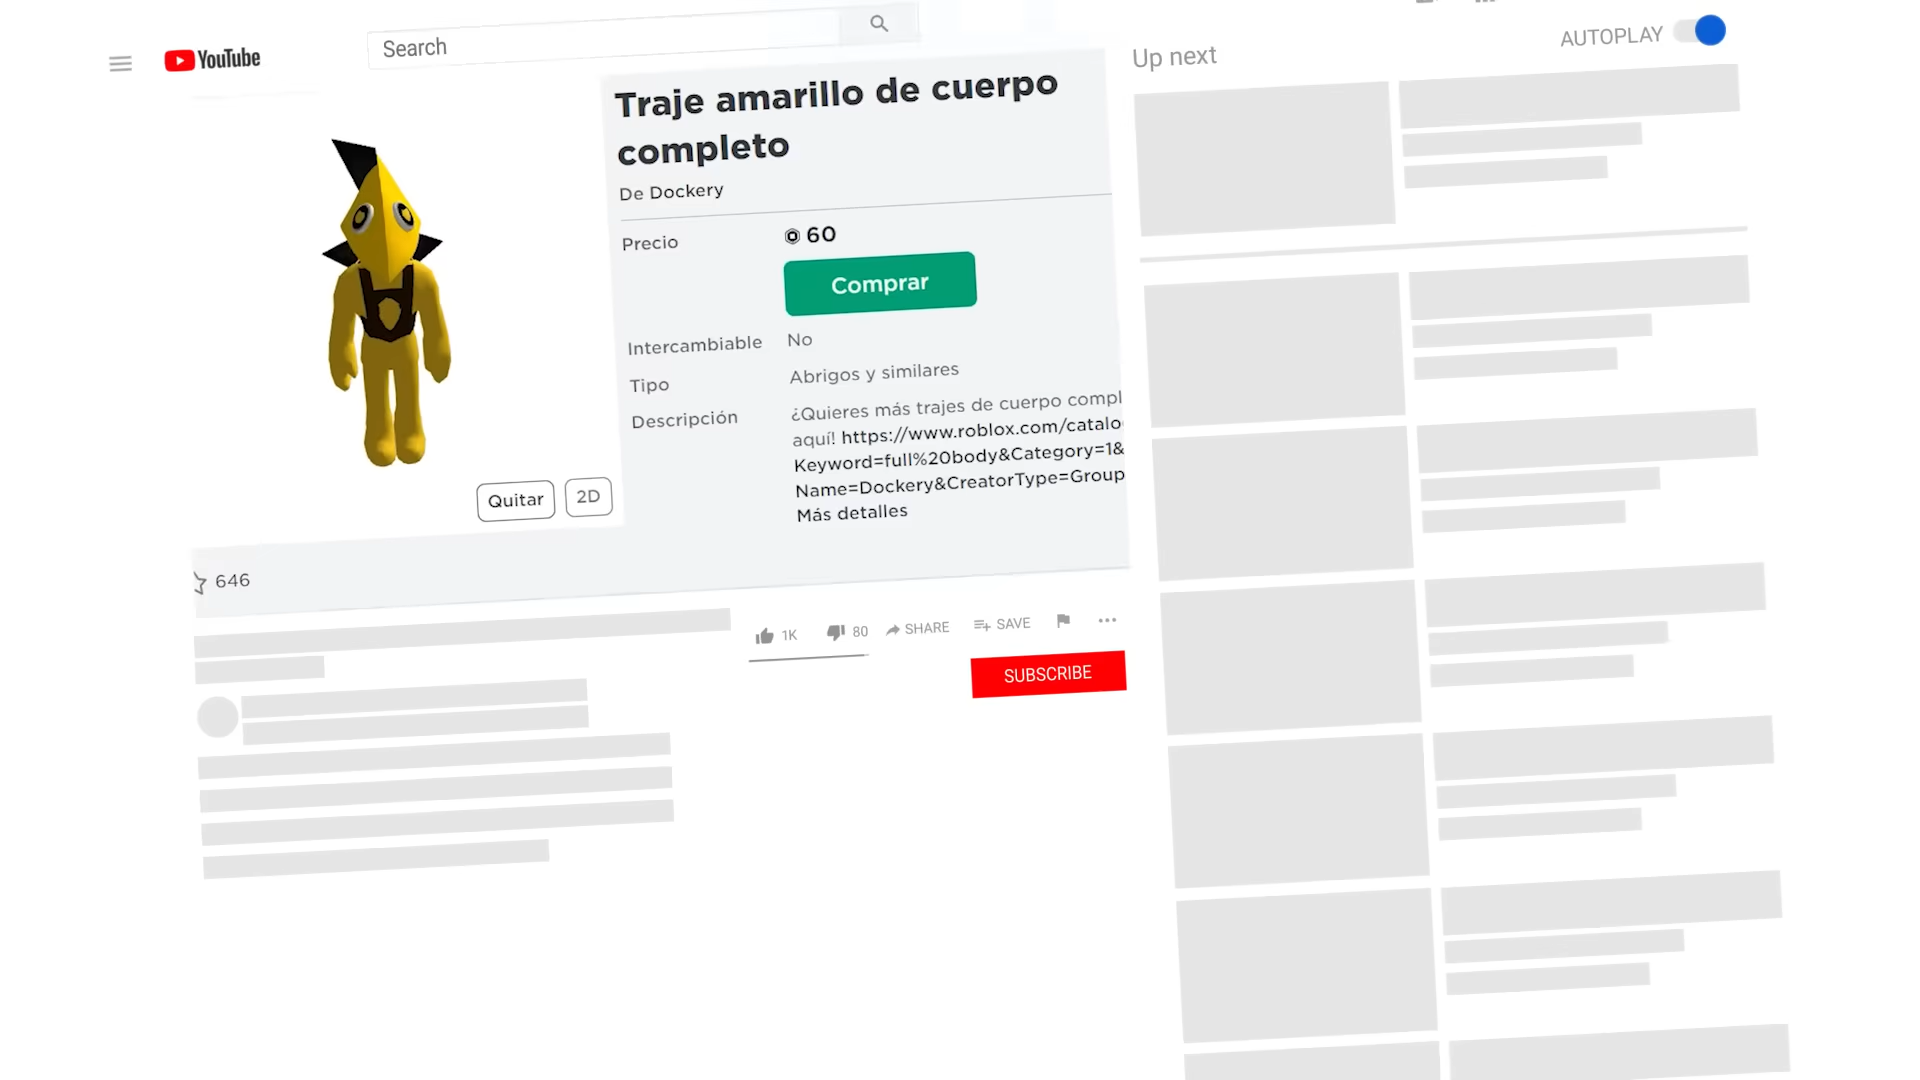 YouTube
Search
Up next
AUTOPLAY
Traje amarillo de cuerpo
completo
De Dockery
Precio
60
Comprar
Intercambiable
No
Tipo
Abrigos y similares
Descripción
¿Quieres más trajes de cuerpo compl
aquí! https://www.roblox.com/catalo
Keyword=full%20body&Category=1&
Name=Dockery&CreatorType=Group
Más detalles
Quitar
2D
646
1K
80
SHARE
SAVE
SUBSCRIBE